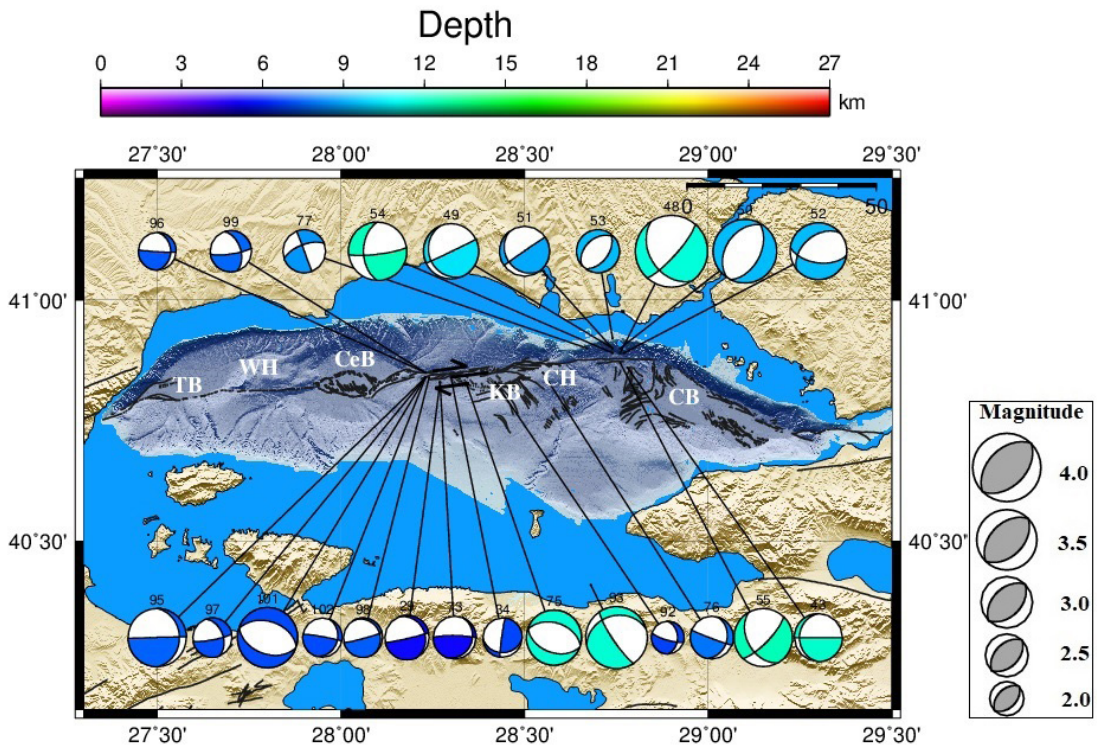 Depth
0 3 6 9 12 15 18 21 24 27
km
27°30' 28°00' 28°30' 29°00' 29°30'
96 99 77 54 49 51 53 48 50 52
0 50
41°00' 41°00'
TB WH CeB KB CH CB
Magnitude
4.0
3.5
3.0
2.5
2.0
40°30' 40°30'
95 97 101 102 98 29 73 34 75 93 92 76 55
27°30' 28°00' 28°30' 29°00' 29°30'